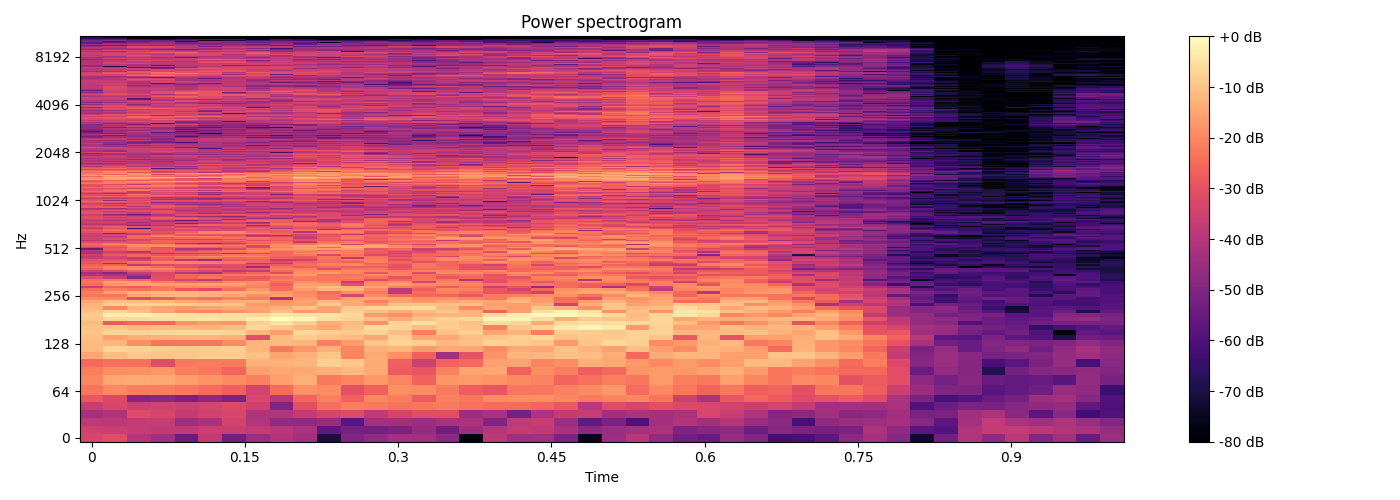 Power spectrogram
Hz
8192
4096
2048
1024
512
256
128
64
0
0 0.15 0.3 0.45 0.6 0.75 0.9
Time
+0 dB
-10 dB
-20 dB
-30 dB
-40 dB
-50 dB
-60 dB
-70 dB
-80 dB